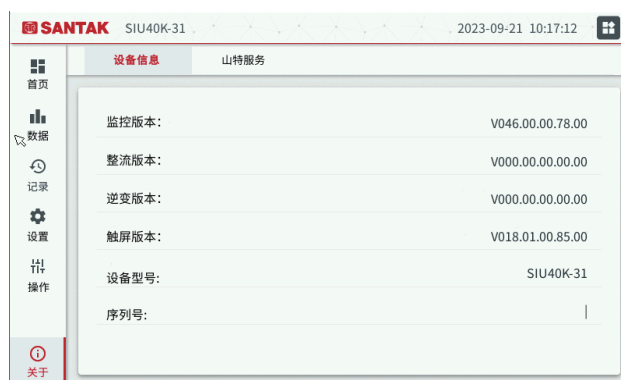 SANTAK SIU40K-31 2023-09-21 10:17:12
设备信息 山特服务
首页
数据
记录
设置
操作
关于
监控版本: V046.00.00.78.00
整流版本: V000.00.00.00.00
逆变版本: V000.00.00.00.00
触屏版本: V018.01.00.85.00
设备型号: SIU40K-31
序列号: